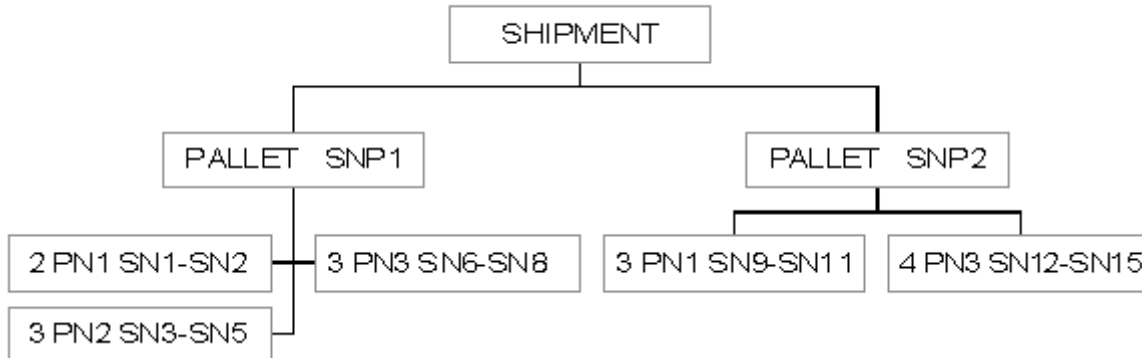 SHIPMENT
PALLET SNP1
PALLET SNP2
2 PN1 SN1-SN2
3 PN3 SN6-SN8
3 PN1 SN9-SN11
4 PN3 SN12-SN15
3 PN2 SN3-SN5